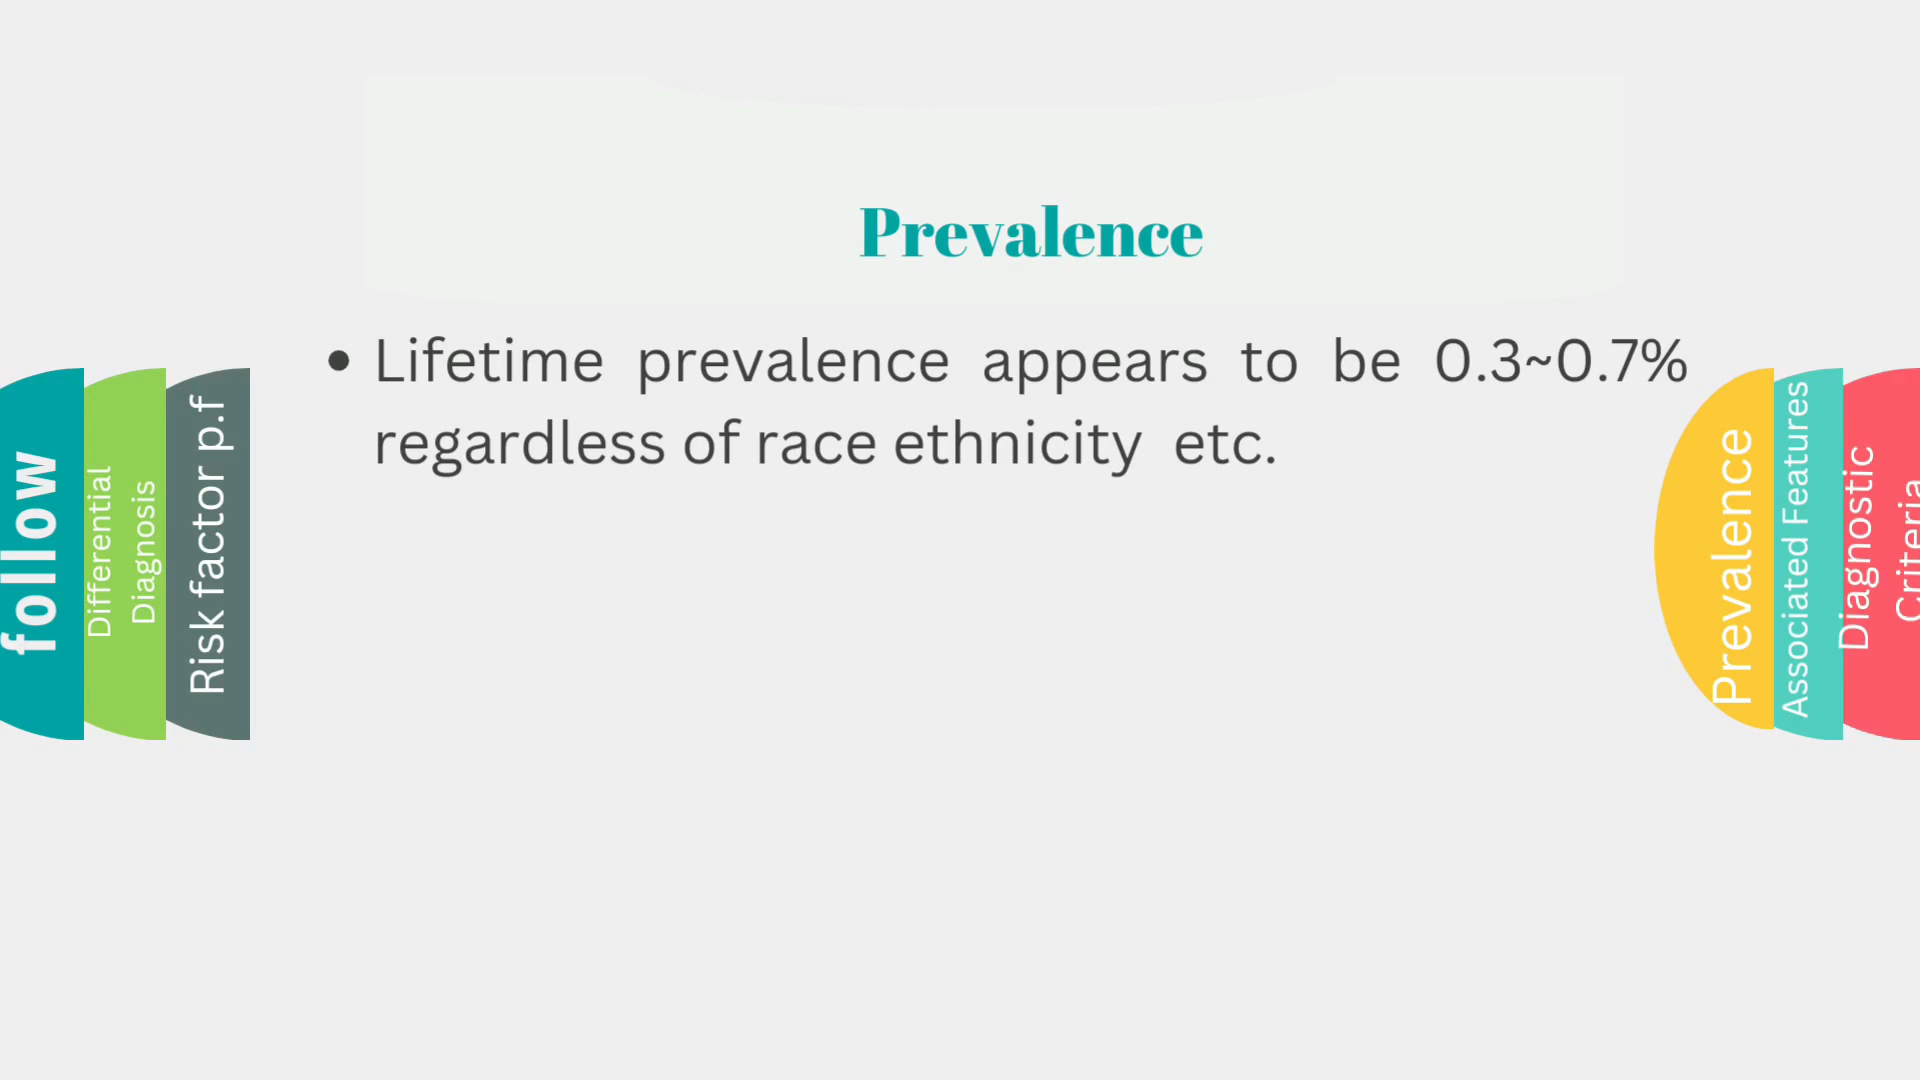 Prevalence
• Lifetime prevalence appears to be 0.3~0.7%
regardless of race ethnicity etc.
follow
Differential
Diagnosis
Risk factor p.f
Prevalence
Associated Features
Diagnostic
Criteria